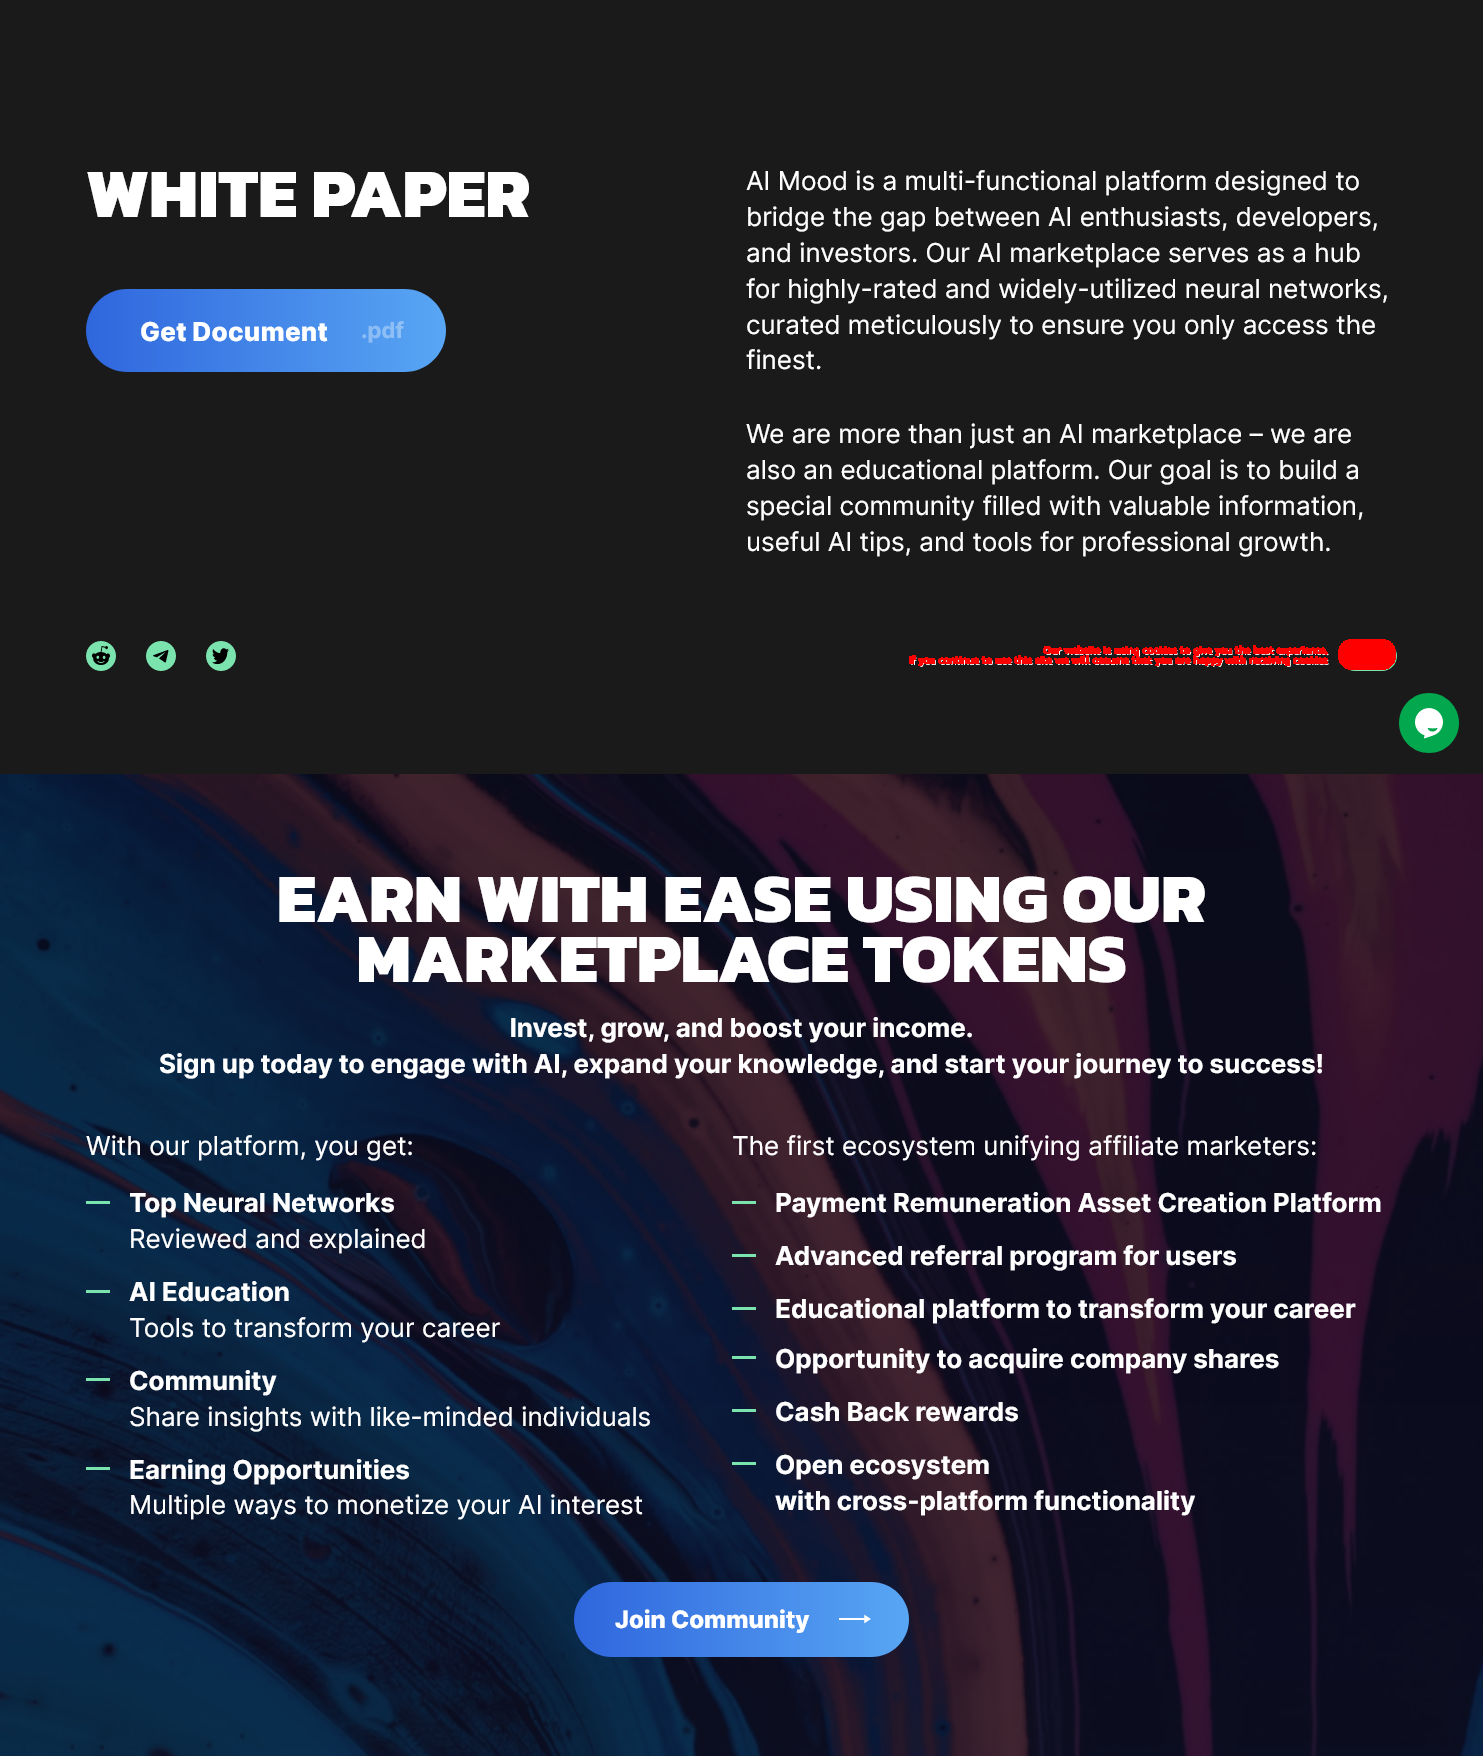 WHITE PAPER
Get Document .pdf
AI Mood is a multi-functional platform designed to
bridge the gap between AI enthusiasts, developers,
and investors. Our AI marketplace serves as a hub
for highly-rated and widely-utilized neural networks,
curated meticulously to ensure you only access the
finest.
We are more than just an AI marketplace – we are
also an educational platform. Our goal is to build a
special community filled with valuable information,
useful AI tips, and tools for professional growth.
Our website is using cookies to give you the best experience.
If you continue to use this site we will assume that you are happy with receiving cookies
EARN WITH EASE USING OUR
MARKETPLACE TOKENS
Invest, grow, and boost your income.
Sign up today to engage with AI, expand your knowledge, and start your journey to success!
With our platform, you get:
Top Neural Networks
Reviewed and explained
AI Education
Tools to transform your career
Community
Share insights with like-minded individuals
Earning Opportunities
Multiple ways to monetize your AI interest
The first ecosystem unifying affiliate marketers:
Payment Remuneration Asset Creation Platform
Advanced referral program for users
Educational platform to transform your career
Opportunity to acquire company shares
Cash Back rewards
Open ecosystem
with cross-platform functionality
Join Community